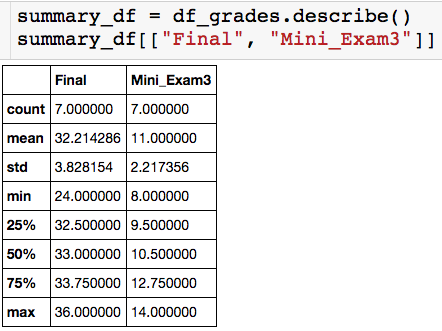 summary_df = df_grades.describe()
summary_df[["Final", "Mini_Exam3"]]
Final Mini_Exam3
count 7.000000 7.000000
mean 32.214286 11.000000
std 3.828154 2.217356
min 24.000000 8.000000
25% 32.500000 9.500000
50% 33.000000 10.500000
75% 33.750000 12.750000
max 36.000000 14.000000